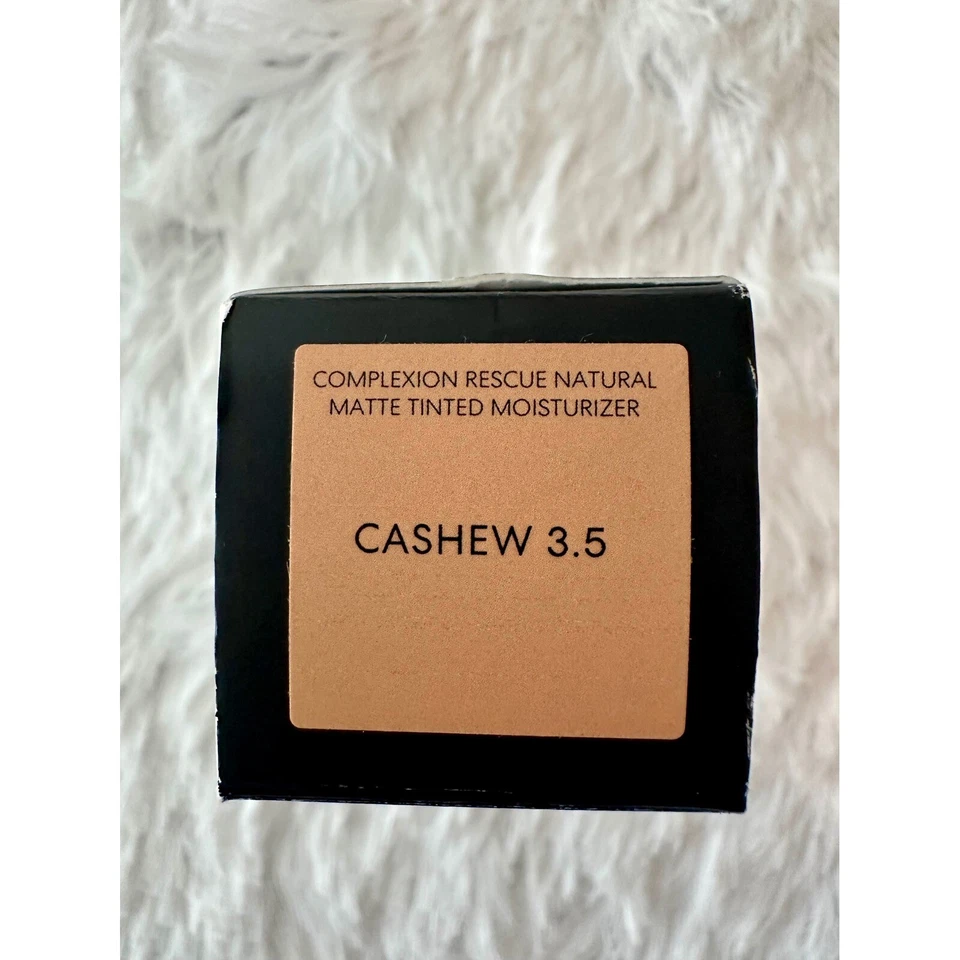 COMPLEXION RESCUE NATURAL
MATTE TINTED MOISTURIZER
CASHEW 3.5